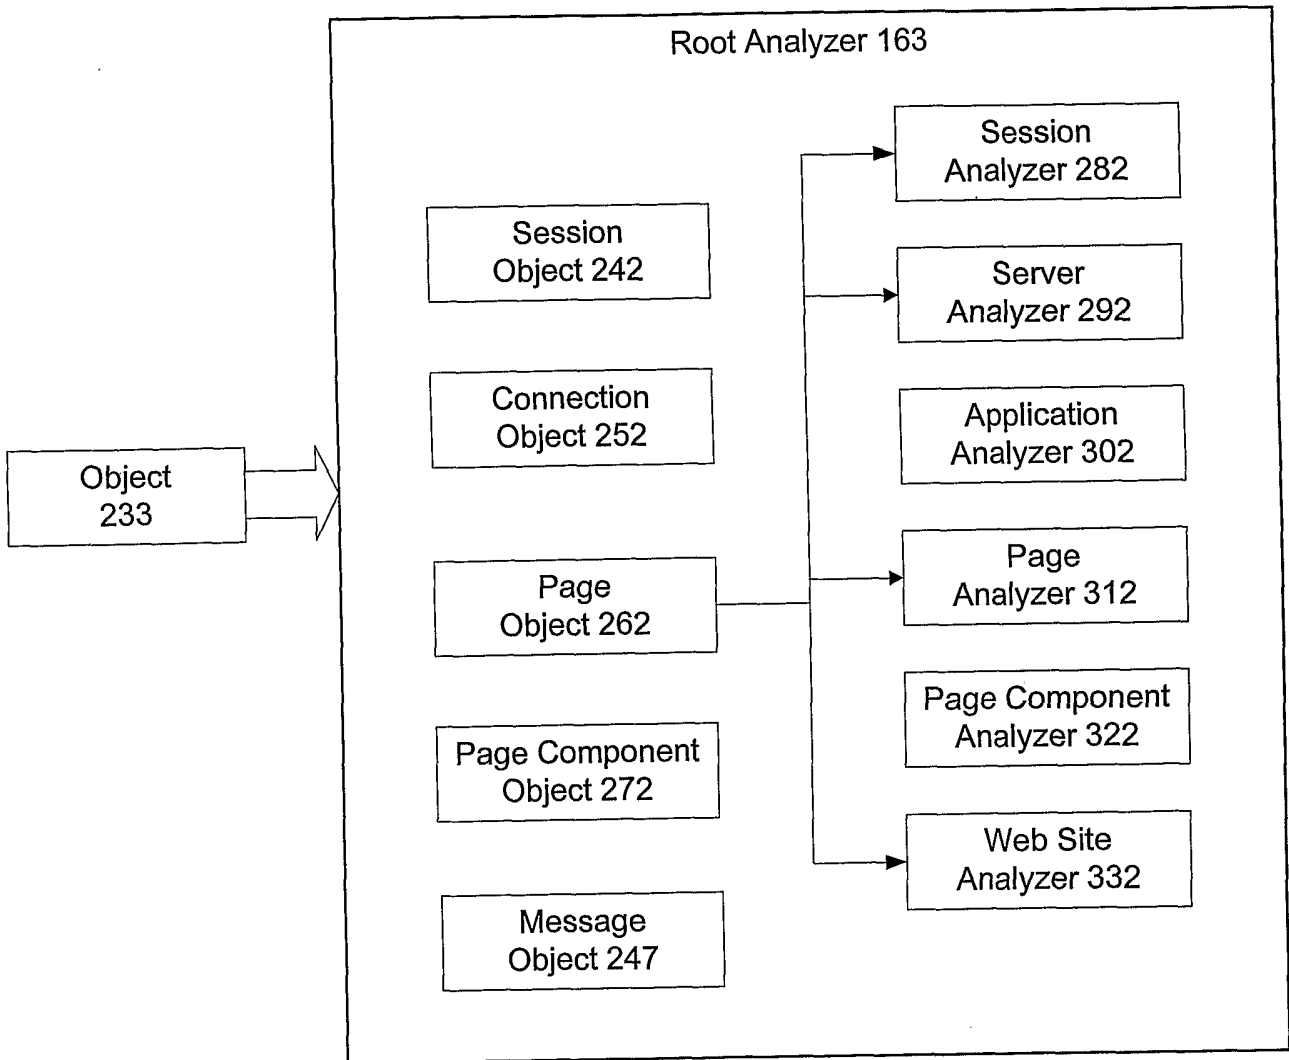 Root Analyzer 163
Session
Analyzer 282
Session
Object 242
Server
Analyzer 292
Connection
Object 252
Application
Analyzer 302
Object
233
Page
Object 262
Page
Analyzer 312
Page Component
Analyzer 322
Page Component
Object 272
Web Site
Analyzer 332
Message
Object 247